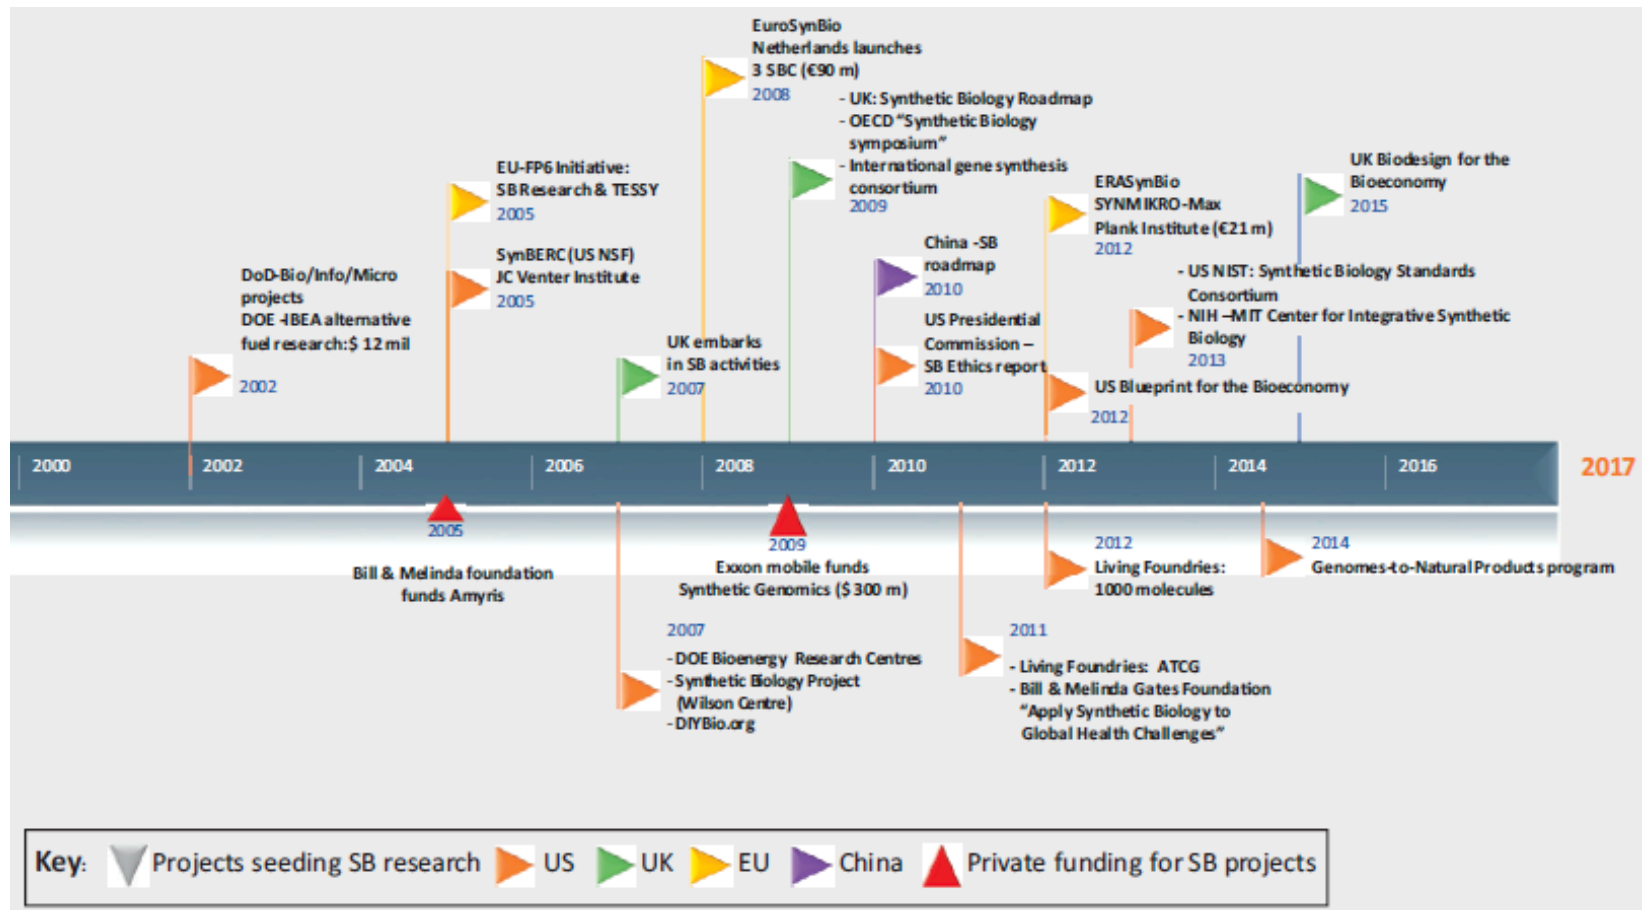 EuroSynBio
Netherlands launches
3 SBC (€90 m)
2008
- UK: Synthetic Biology Roadmap
- OECD “Synthetic Biology
symposium”
- International gene synthesis
consortium
2009
EU-FP6 Initiative:
SB Research & TESSY
2005
SynBERC (US NSF)
JC Venter Institute
2005
DoD-Bio/Info/Micro
projects
DOE -IBEA alternative
fuel research:$ 12 mil
2002
UK embarks
in SB activities
2007
China -SB
roadmap
2010
US Presidential
Commission –
SB Ethics report
2010
ERASynBio
SYNMIKRO-Max
Plank Institute (€21 m)
2012
UK Biodesign for the
Bioeconomy
2015
- US NIST: Synthetic Biology Standards
Consortium
- NIH –MIT Center for Integrative Synthetic
Biology
2013
US Blueprint for the Bioeconomy
2012
2000
2002
2004
2006
2008
2010
2012
2014
2016
2017
2005
Bill & Melinda foundation
funds Amyris
2009
Exxon mobile funds
Synthetic Genomics ($ 300 m)
2012
Living Foundries:
1000 molecules
2014
Genomes-to-Natural Products program
2007
- DOE Bioenergy Research Centres
- Synthetic Biology Project
(Wilson Centre)
- DIYBio.org
2011
- Living Foundries: ATCG
- Bill & Melinda Gates Foundation
“Apply Synthetic Biology to
Global Health Challenges”
Key: Projects seeding SB research US UK EU China Private funding for SB projects